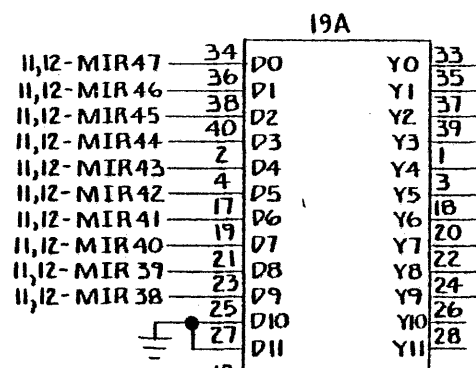 19A
11,12-MIR47 34 D0 Y0 33
11,12-MIR46 36 D1 Y1 35
11,12-MIR45 38 D2 Y2 37
11,12-MIR44 40 D3 Y3 39
11,12-MIR43 2 D4 Y4 1
11,12-MIR42 4 D5 Y5 3
11,12-MIR41 17 D6 Y6 18
11,12-MIR40 19 D7 Y7 20
11,12-MIR39 21 D8 Y8 22
11,12-MIR38 23 D9 Y9 24
25 D10 Y10 26
27 D11 Y11 28